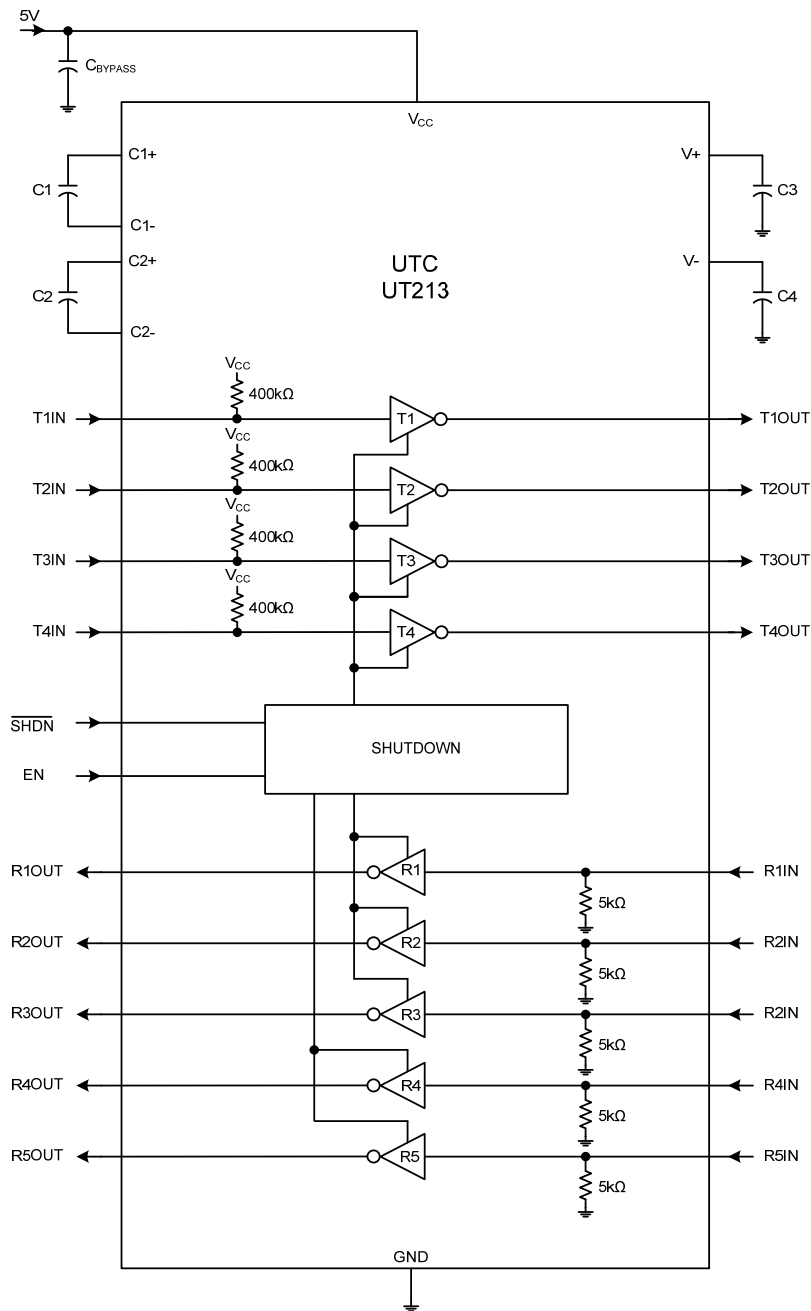 5V
CBYPASS
VCC
C1+
V+
C1
C3
C1-
C2+
V-
UTC
UT213
C2
C4
C2-
VCC
400kΩ
T1IN
T1
T1OUT
VCC
400kΩ
T2IN
T2
T2OUT
VCC
400kΩ
T3IN
T3
T3OUT
VCC
400kΩ
T4IN
T4
T4OUT
SHDN
SHUTDOWN
EN
R1OUT
R1
R1IN
5kΩ
R2OUT
R2
R2IN
5kΩ
R3OUT
R3
R2IN
5kΩ
R4OUT
R4
R4IN
5kΩ
R5OUT
R5
R5IN
5kΩ
GND